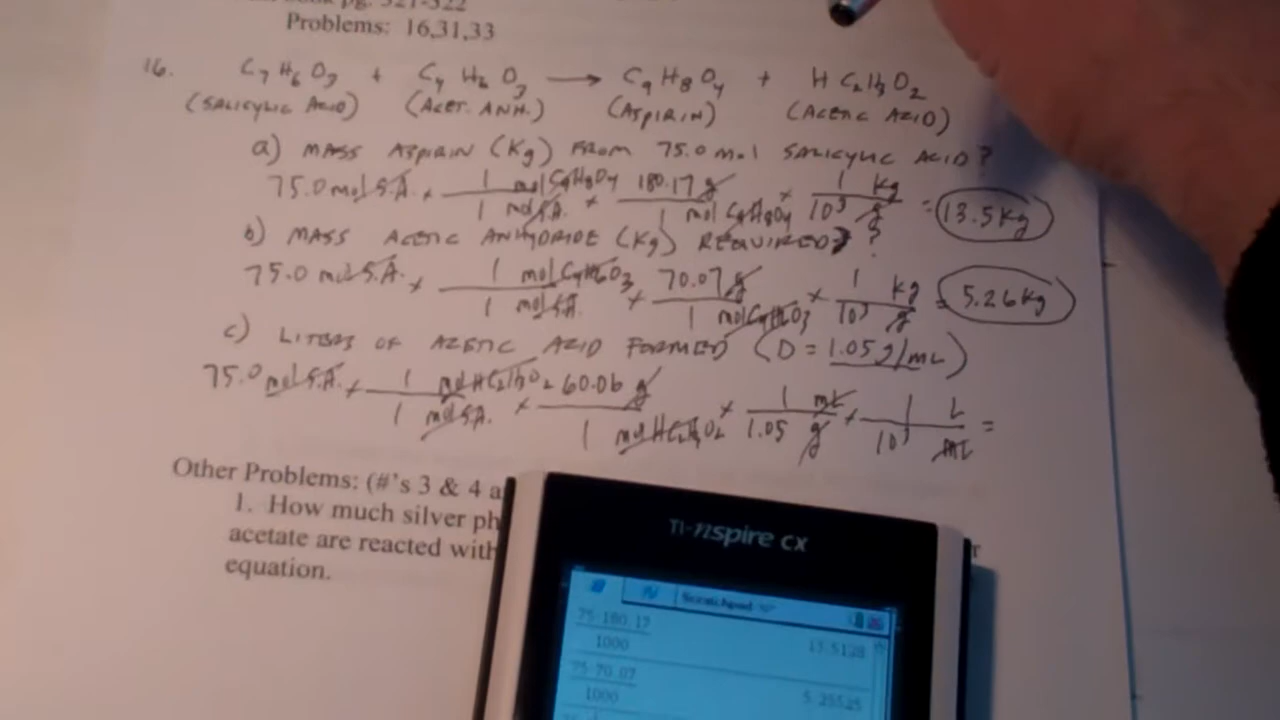 book pg. 321-322
Problems: 16,31,33
16. C7H6O3 + C4H6O3 → C9H8O4 + HC2H3O2
(SALICYLIC ACID) (ACET. ANH.) (ASPIRIN) (ACETIC ACID)
a) MASS ASPIRIN (Kg) FROM 75.0 mol SALICYLIC ACID?
75.0 mol S.A. × 1 mol C9H8O4 / 1 mol S.A. × 180.17 g / 1 mol C9H8O4 × 1 kg / 10³ g = 13.5 kg
b) MASS ACETIC ANHYDRIDE (Kg) REQUIRED?
75.0 mol S.A. × 1 mol C4H6O3 / 1 mol S.A. × 70.07 g / 1 mol C4H6O3 × 1 kg / 10³ g = 5.26 kg
c) LITERS OF ACETIC ACID FORMED (D = 1.05 g/mL)
75.0 mol S.A. × 1 mol HC2H3O2 / 1 mol S.A. × 60.06 g / 1 mol HC2H3O2 × 1 mL / 1.05 g × 1 L / 10³ mL =
Other Problems: (#'s 3 & 4 a
1. How much silver ph
acetate are reacted with
equation.
TI-nspire CX
Scratchpad
75·180.17 / 1000 13.5128
75·70.07 / 1000 5.25525